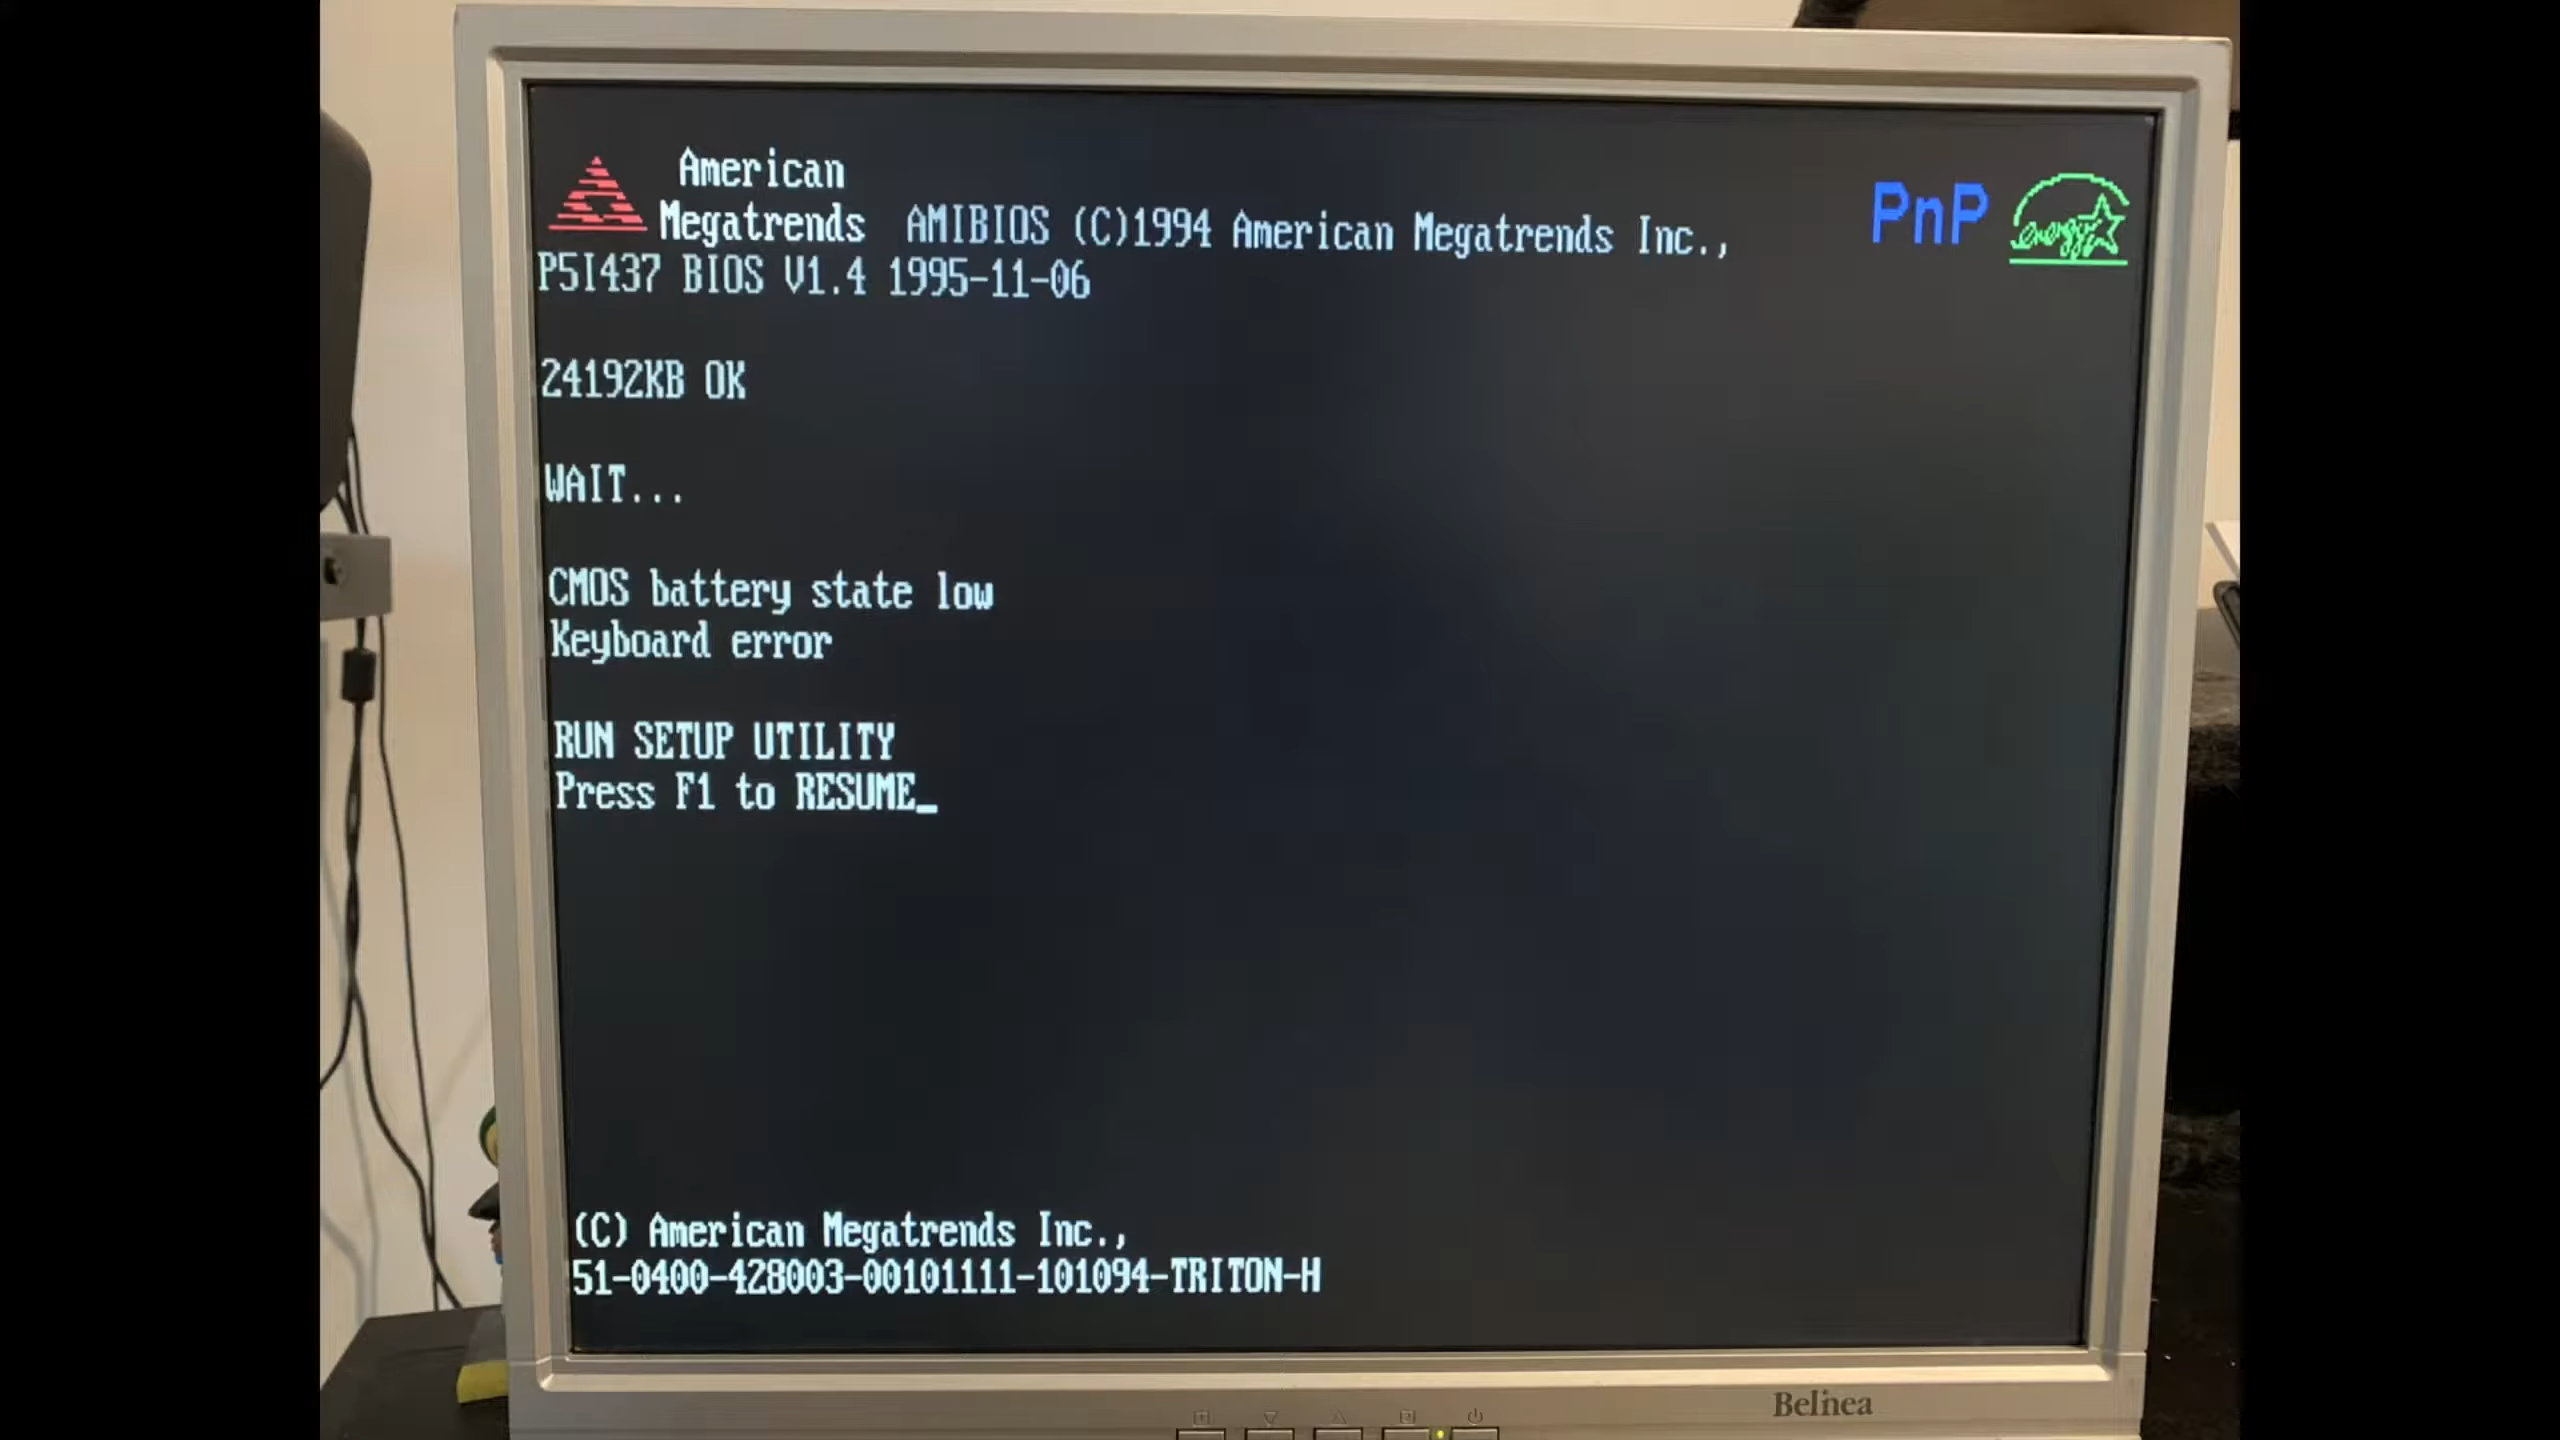 American
Megatrends AMIBIOS (C)1994 American Megatrends Inc.,
PnP
energy
P5I437 BIOS V1.4 1995-11-06
24192KB OK
WAIT...
CMOS battery state low
Keyboard error
RUN SETUP UTILITY
Press F1 to RESUME_
(C) American Megatrends Inc.,
51-0400-428003-00101111-101094-TRITON-H
Belinea